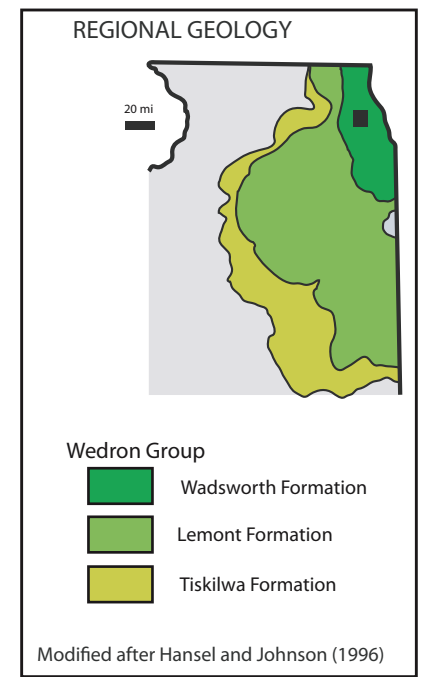 REGIONAL GEOLOGY
20 mi
Wedron Group
Wadsworth Formation
Lemont Formation
Tiskilwa Formation
Modified after Hansel and Johnson (1996)